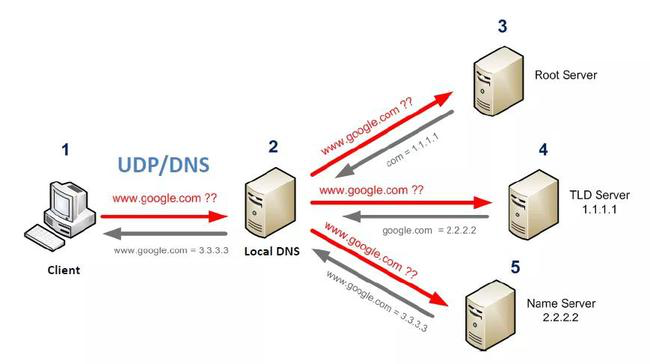 3
www.google.com ??
Root Server
com = 1.1.1.1
1
UDP/DNS
2
4
www.google.com ??
www.google.com ??
TLD Server
1.1.1.1
google.com = 2.2.2.2
www.google.com = 3.3.3.3
Client
Local DNS
www.google.com ??
www.google.com = 3.3.3.3
5
Name Server
2.2.2.2